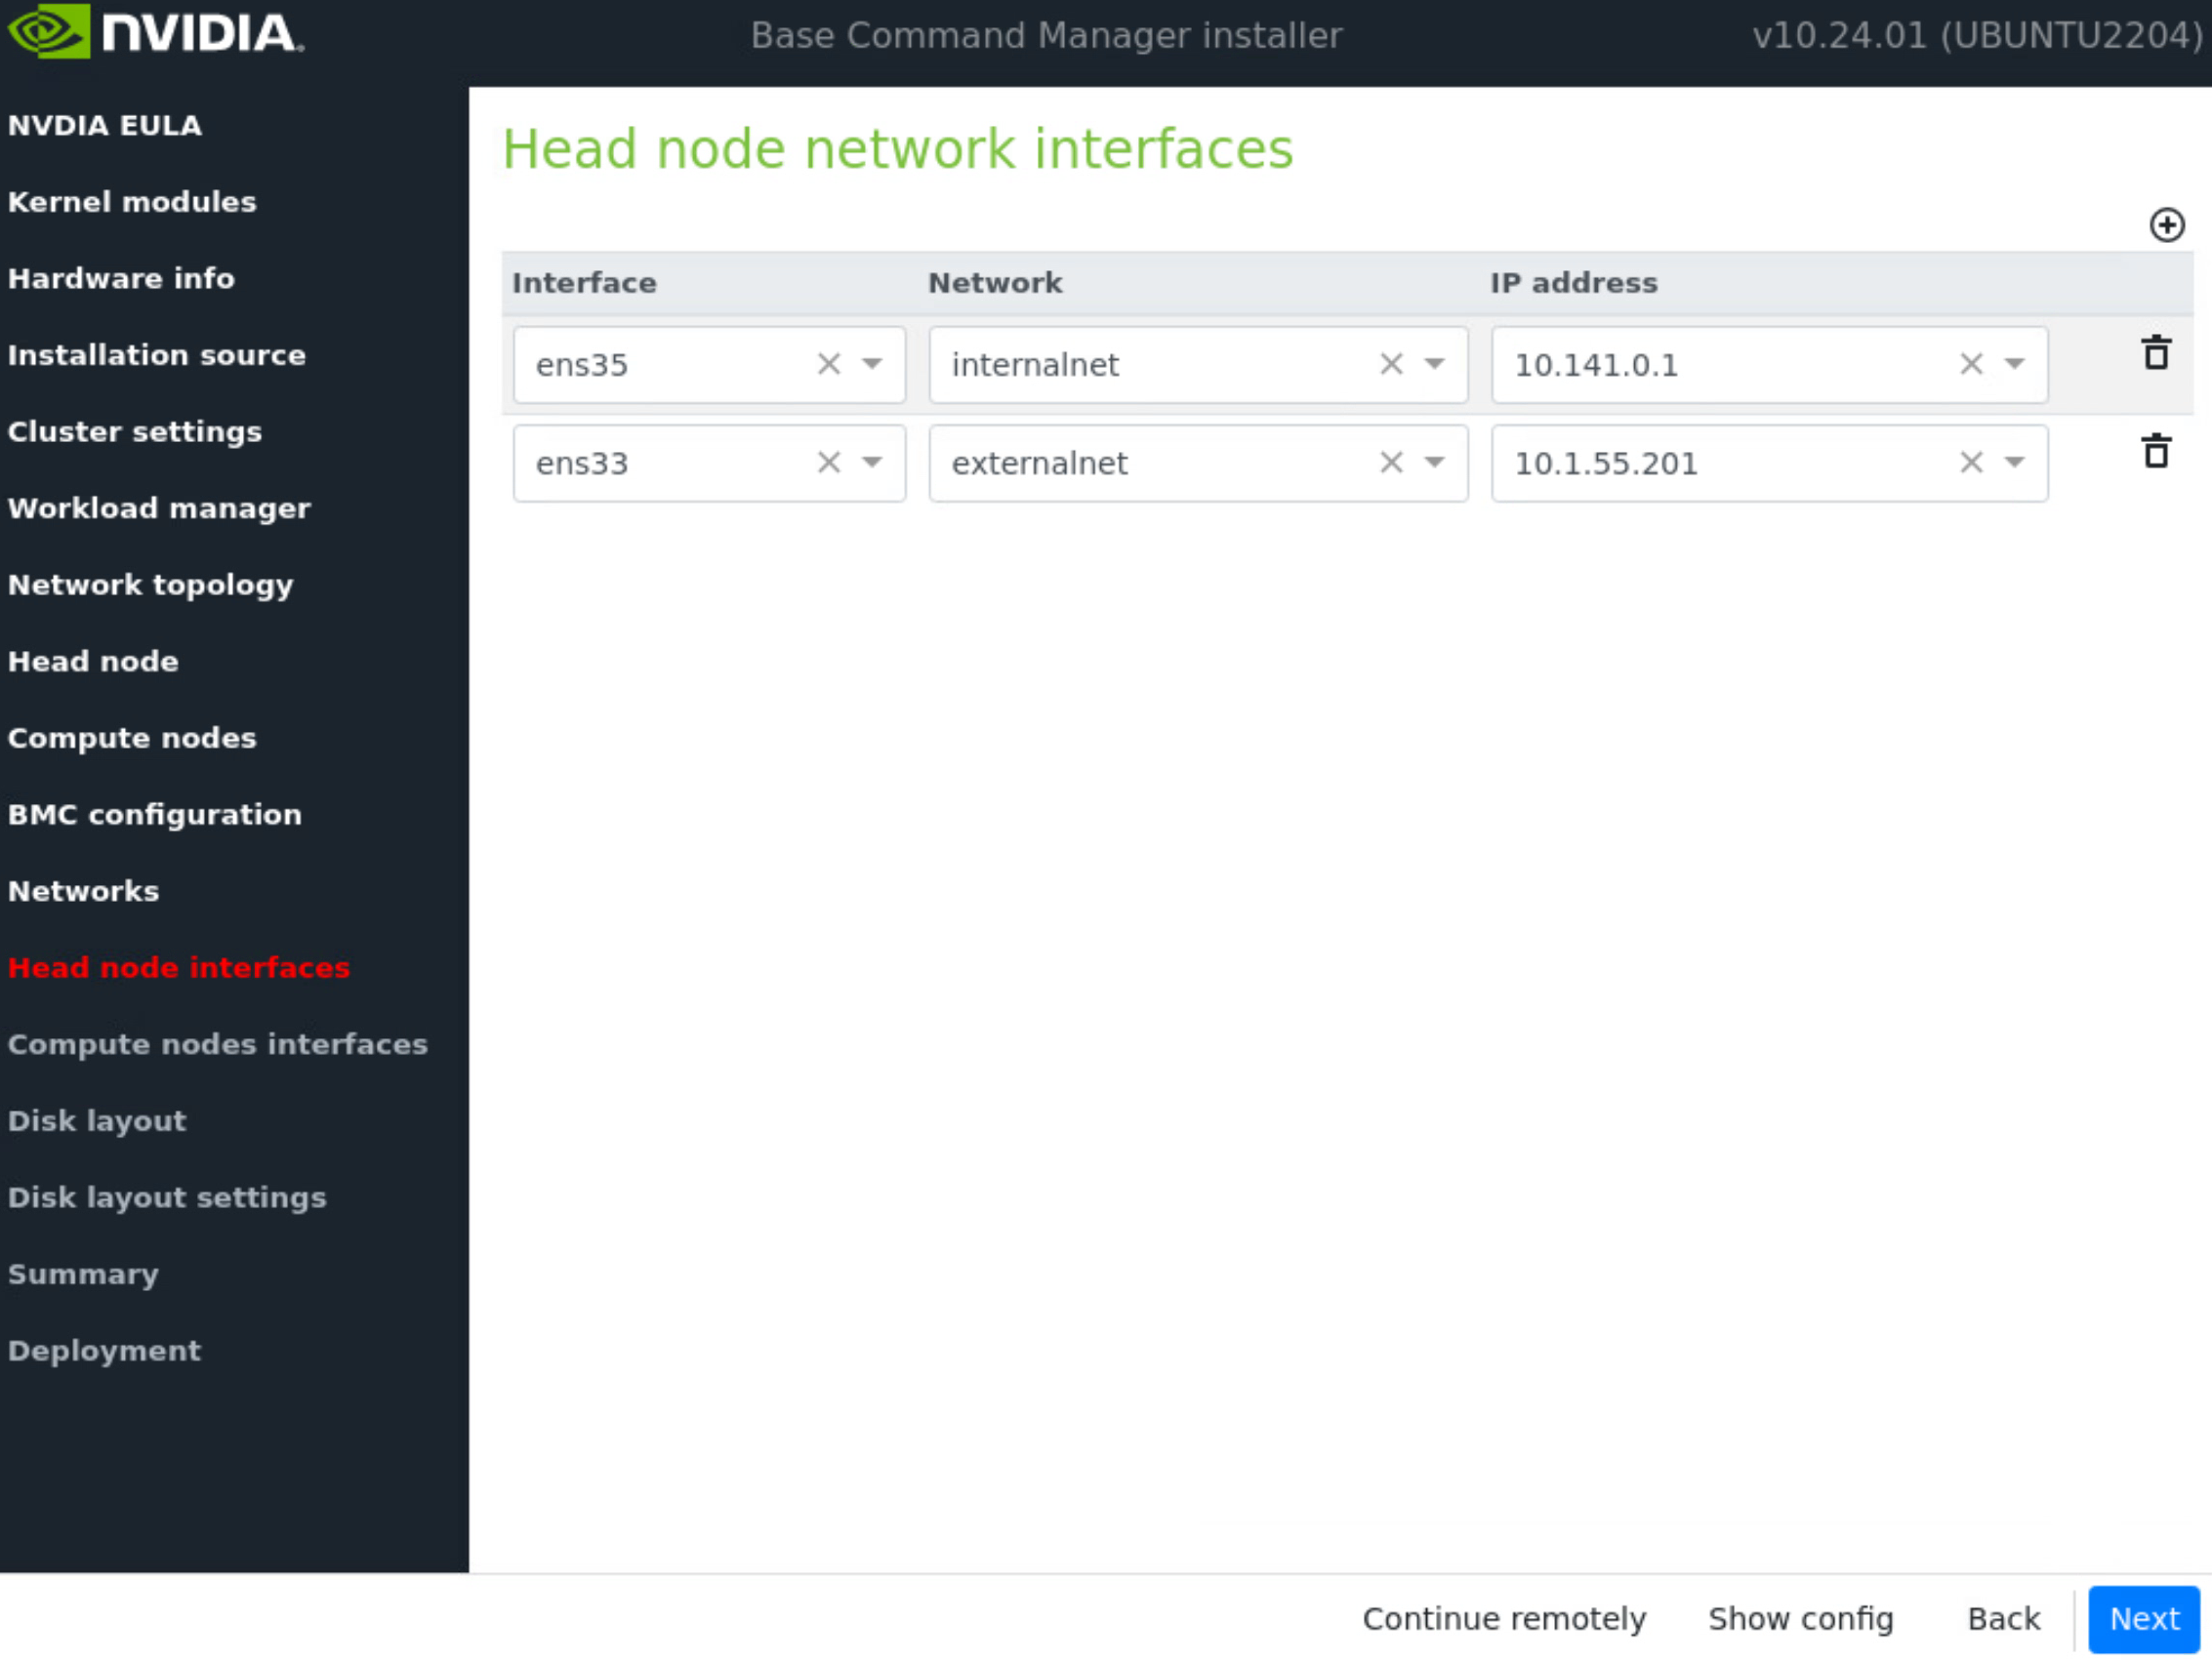 NVIDIA.
Base Command Manager installer
v10.24.01 (UBUNTU2204)
NVDIA EULA
Kernel modules
Hardware info
Installation source
Cluster settings
Workload manager
Network topology
Head node
Compute nodes
BMC configuration
Networks
Head node interfaces
Compute nodes interfaces
Disk layout
Disk layout settings
Summary
Deployment
Head node network interfaces
Interface Network IP address
ens35 internalnet 10.141.0.1
ens33 externalnet 10.1.55.201
Continue remotely Show config Back Next